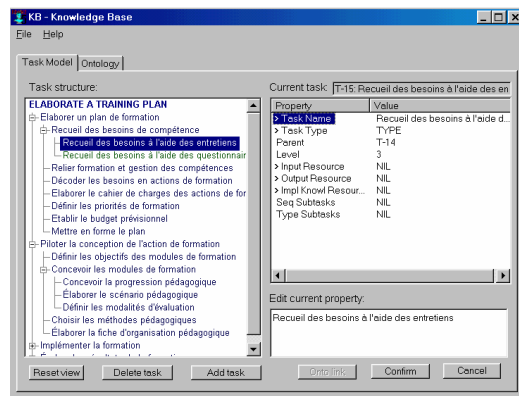 KB - Knowledge Base
File Help
Task Model Ontology
Task structure:
ELABORATE A TRAINING PLAN
Elaborer un plan de formation
Recueil des besoins de compétence
Recueil des besoins à l'aide des entretiens
Recueil des besoins à l'aide des questionnair
Relier formation et gestion des compétences
Décoder les besoins en actions de formation
Elaborer le cahier de charges des actions de for
Définir les priorités de formation
Etablir le budget prévisionnel
Mettre en forme le plan
Piloter la conception de l'action de formation
Définir les objectifs des modules de formation
Concevoir les modules de formation
Concevoir la progression pédagogique
Élaborer le scénario pédagogique
Définir les modalités d'évaluation
Choisir les méthodes pédagogiques
Élaborer la fiche d'organisation pédagogique
Implémenter la formation
Reset view Delete task Add task
Current task: T-15: Recueil des besoins à l'aide des en
Property Value
> Task Name Recueil des besoins à l'aide d...
> Task Type TYPE
Parent T-14
Level 3
> Input Resource NIL
> Output Resource NIL
> Impl Knowl Resour... NIL
Seq Subtasks NIL
Type Subtasks NIL
Edit current property:
Recueil des besoins à l'aide des entretiens
Onto link Confirm Cancel